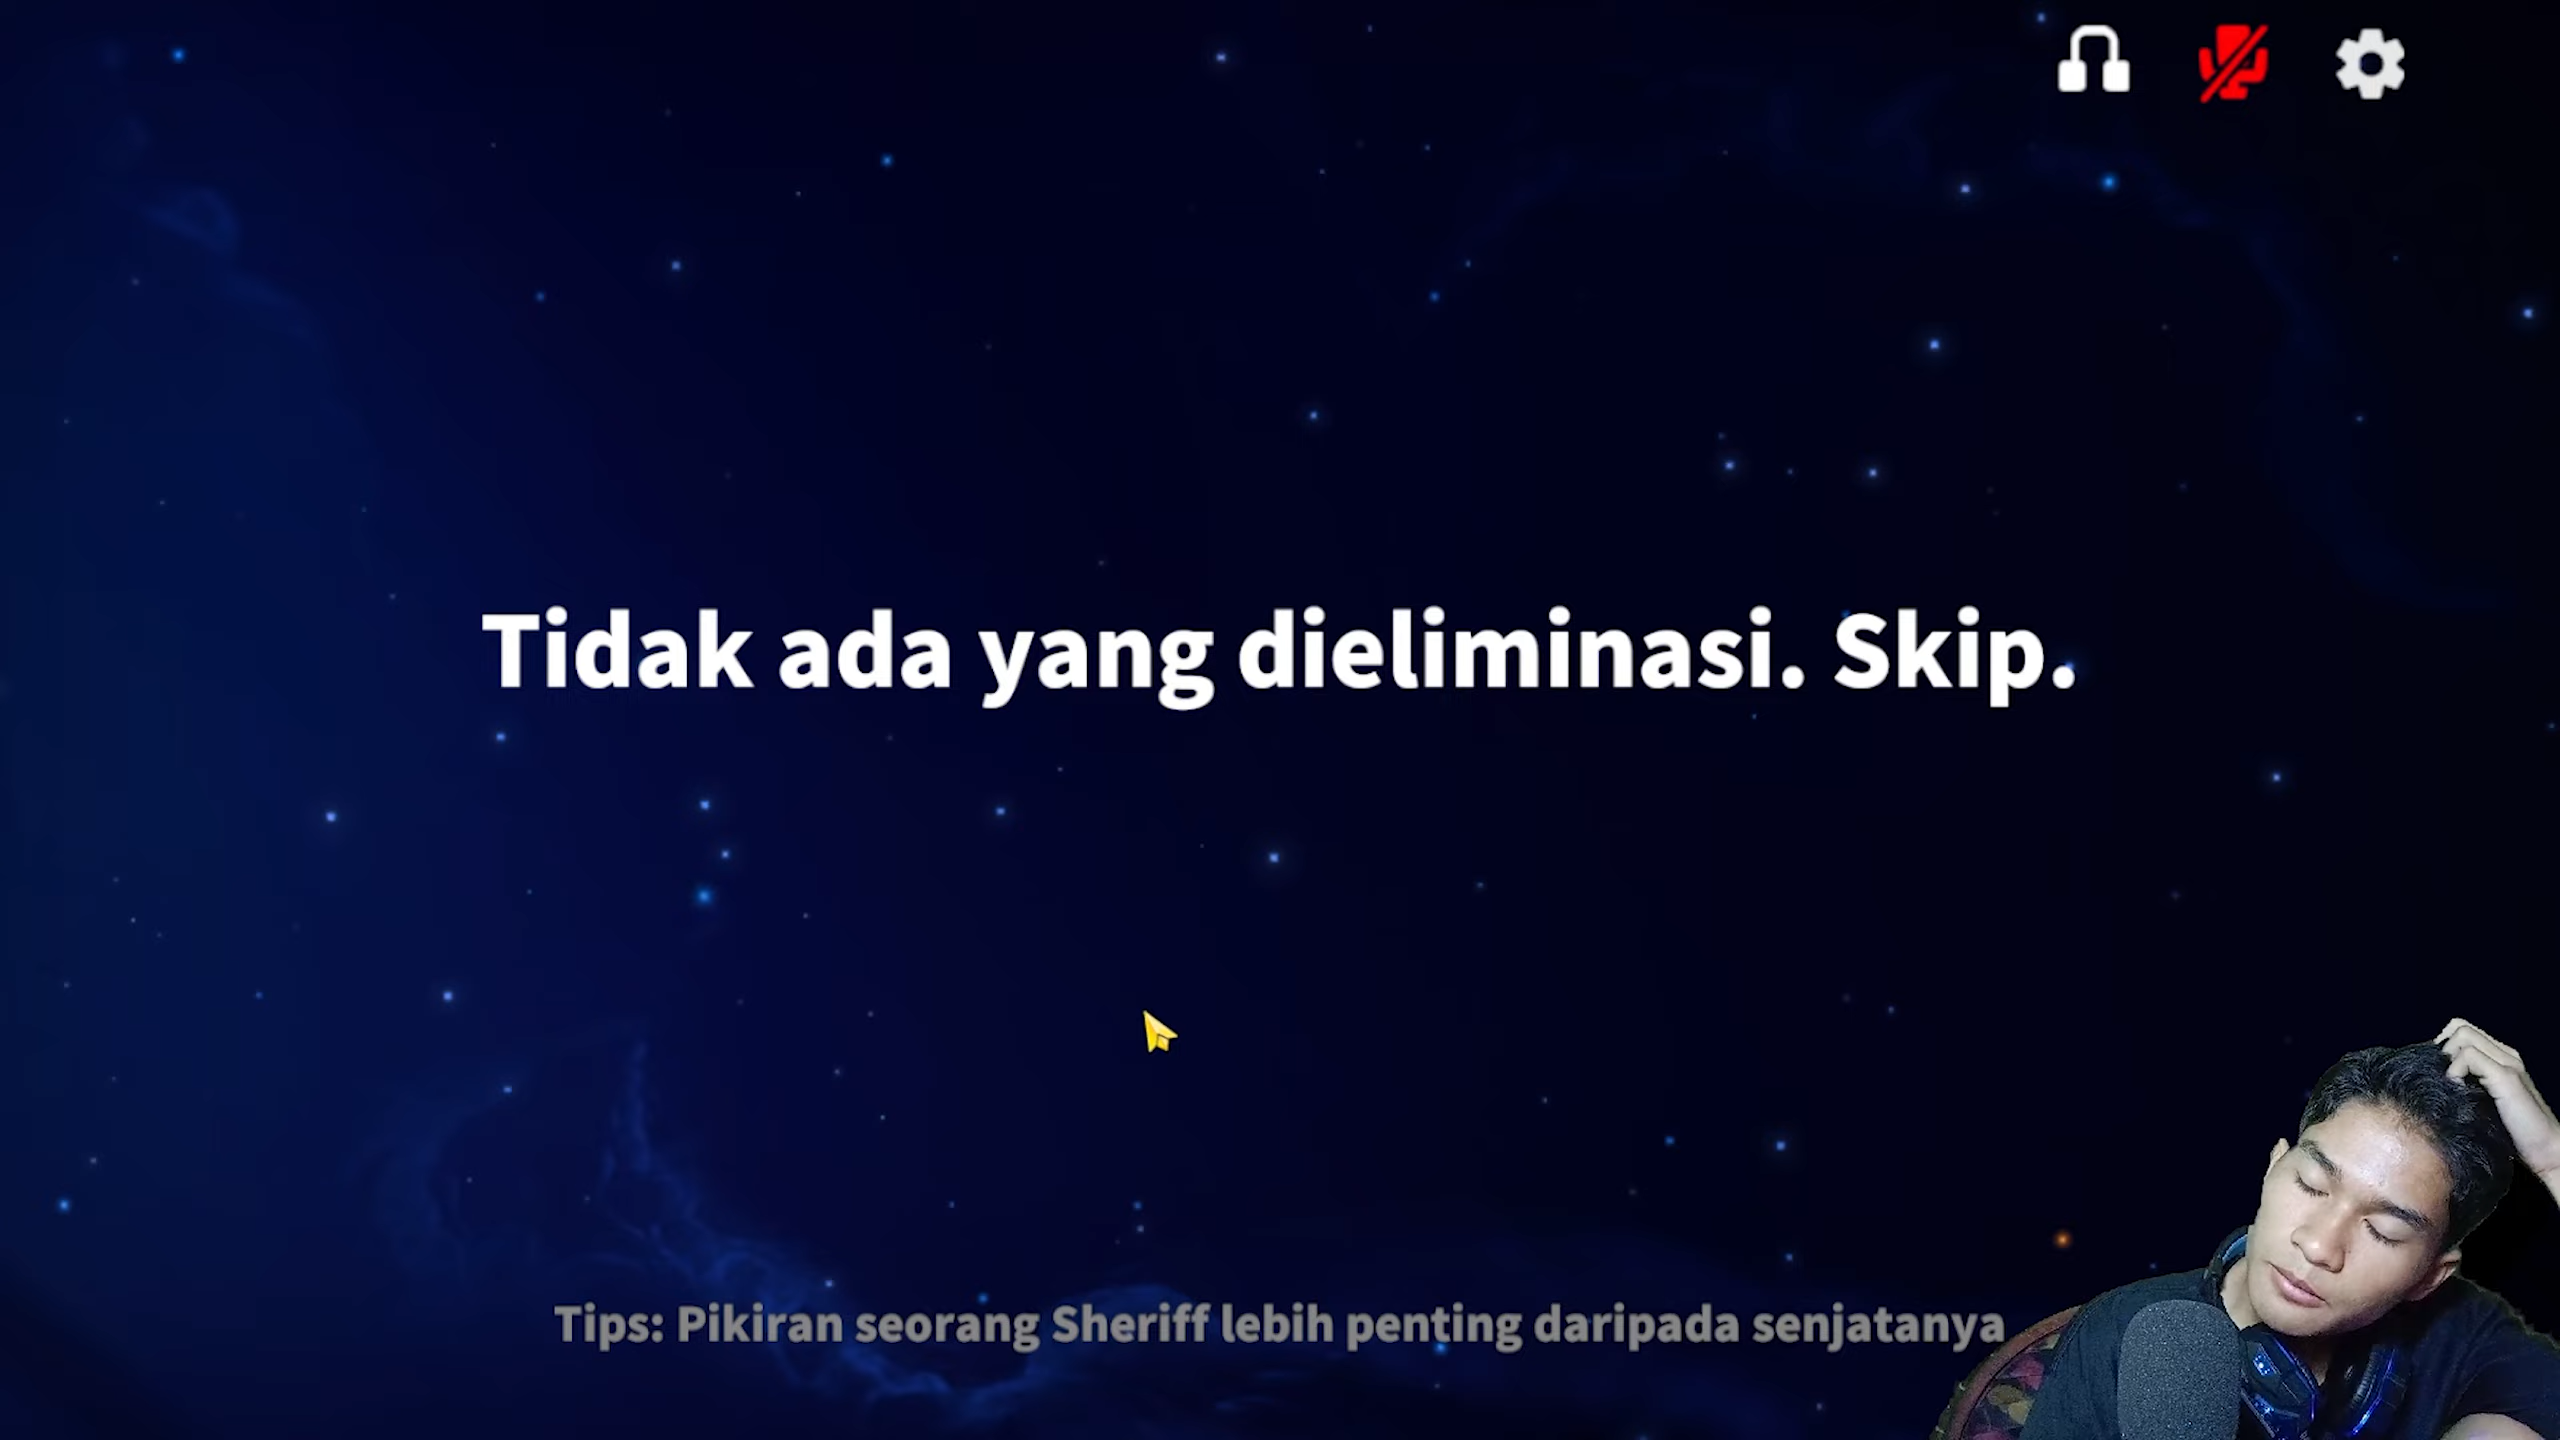 Tidak ada yang dieliminasi. Skip.
Tips: Pikiran seorang Sheriff lebih penting daripada senjatanya